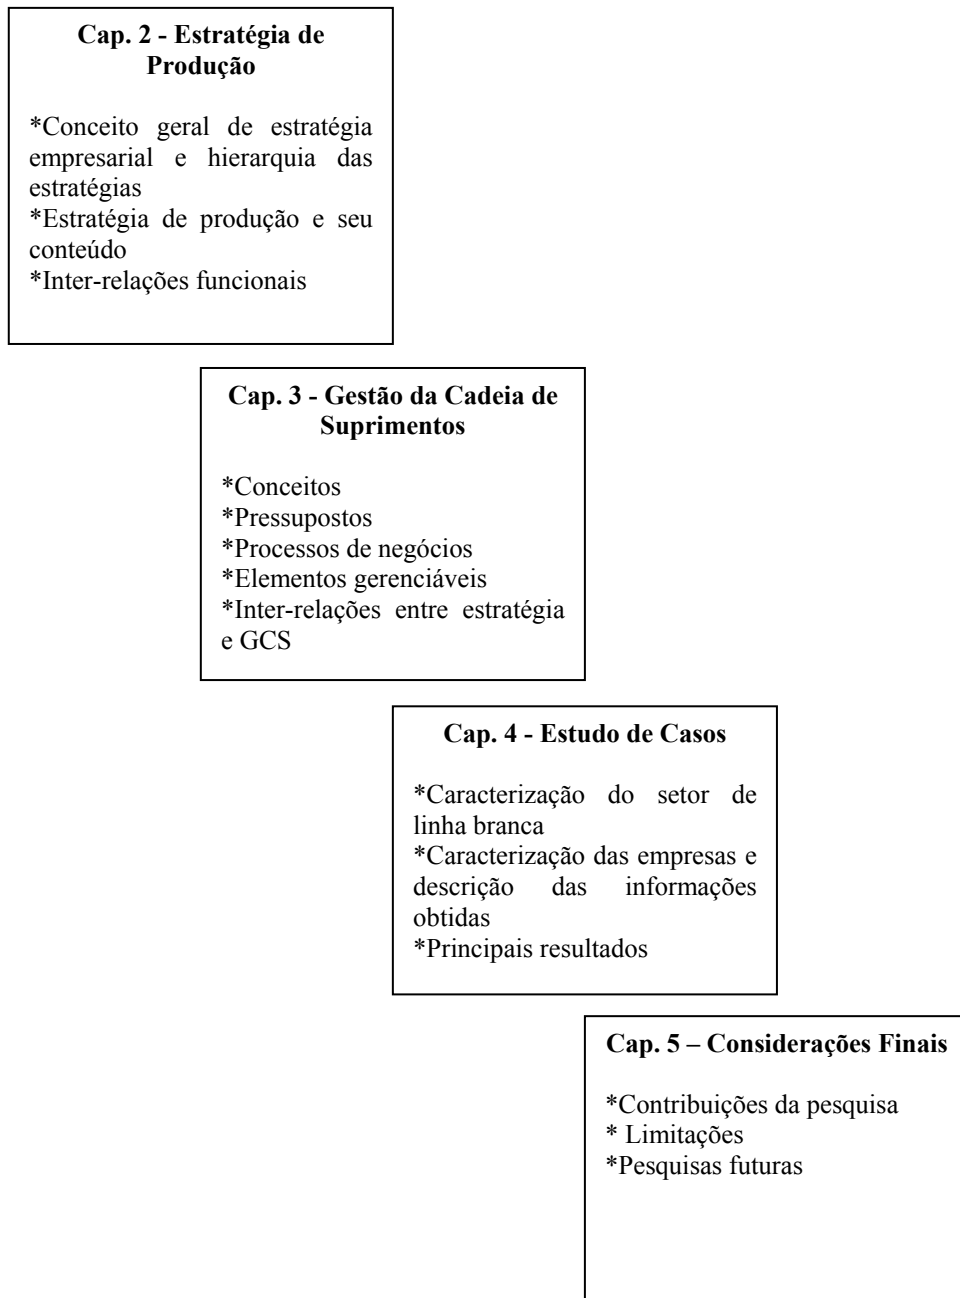 Cap. 2 - Estratégia de
Produção
*Conceito geral de estratégia
empresarial e hierarquia das
estratégias
*Estratégia de produção e seu
conteúdo
*Inter-relações funcionais
Cap. 3 - Gestão da Cadeia de
Suprimentos
*Conceitos
*Pressupostos
*Processos de negócios
*Elementos gerenciáveis
*Inter-relações entre estratégia
e GCS
Cap. 4 - Estudo de Casos
*Caracterização do setor de
linha branca
*Caracterização das empresas e
descrição das informações
obtidas
*Principais resultados
Cap. 5 – Considerações Finais
*Contribuições da pesquisa
* Limitações
*Pesquisas futuras